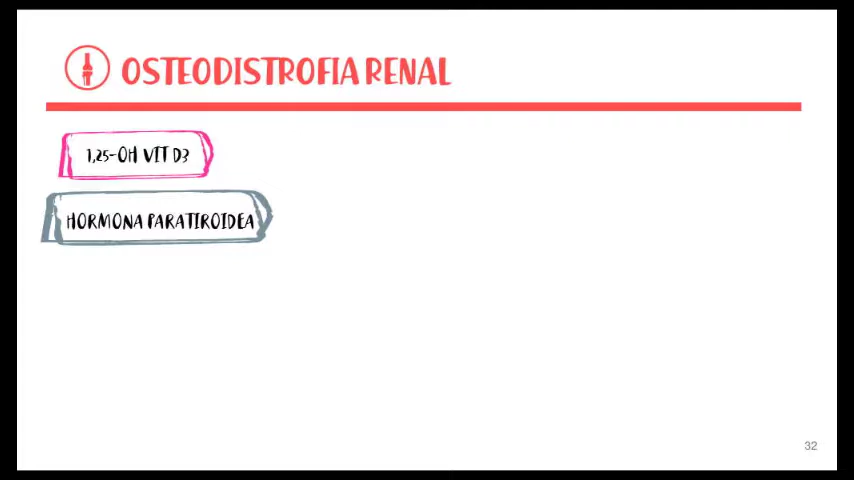 OSTEODISTROFIA RENAL
1,25-OH VIT D3
HORMONA PARATIROIDEA
32